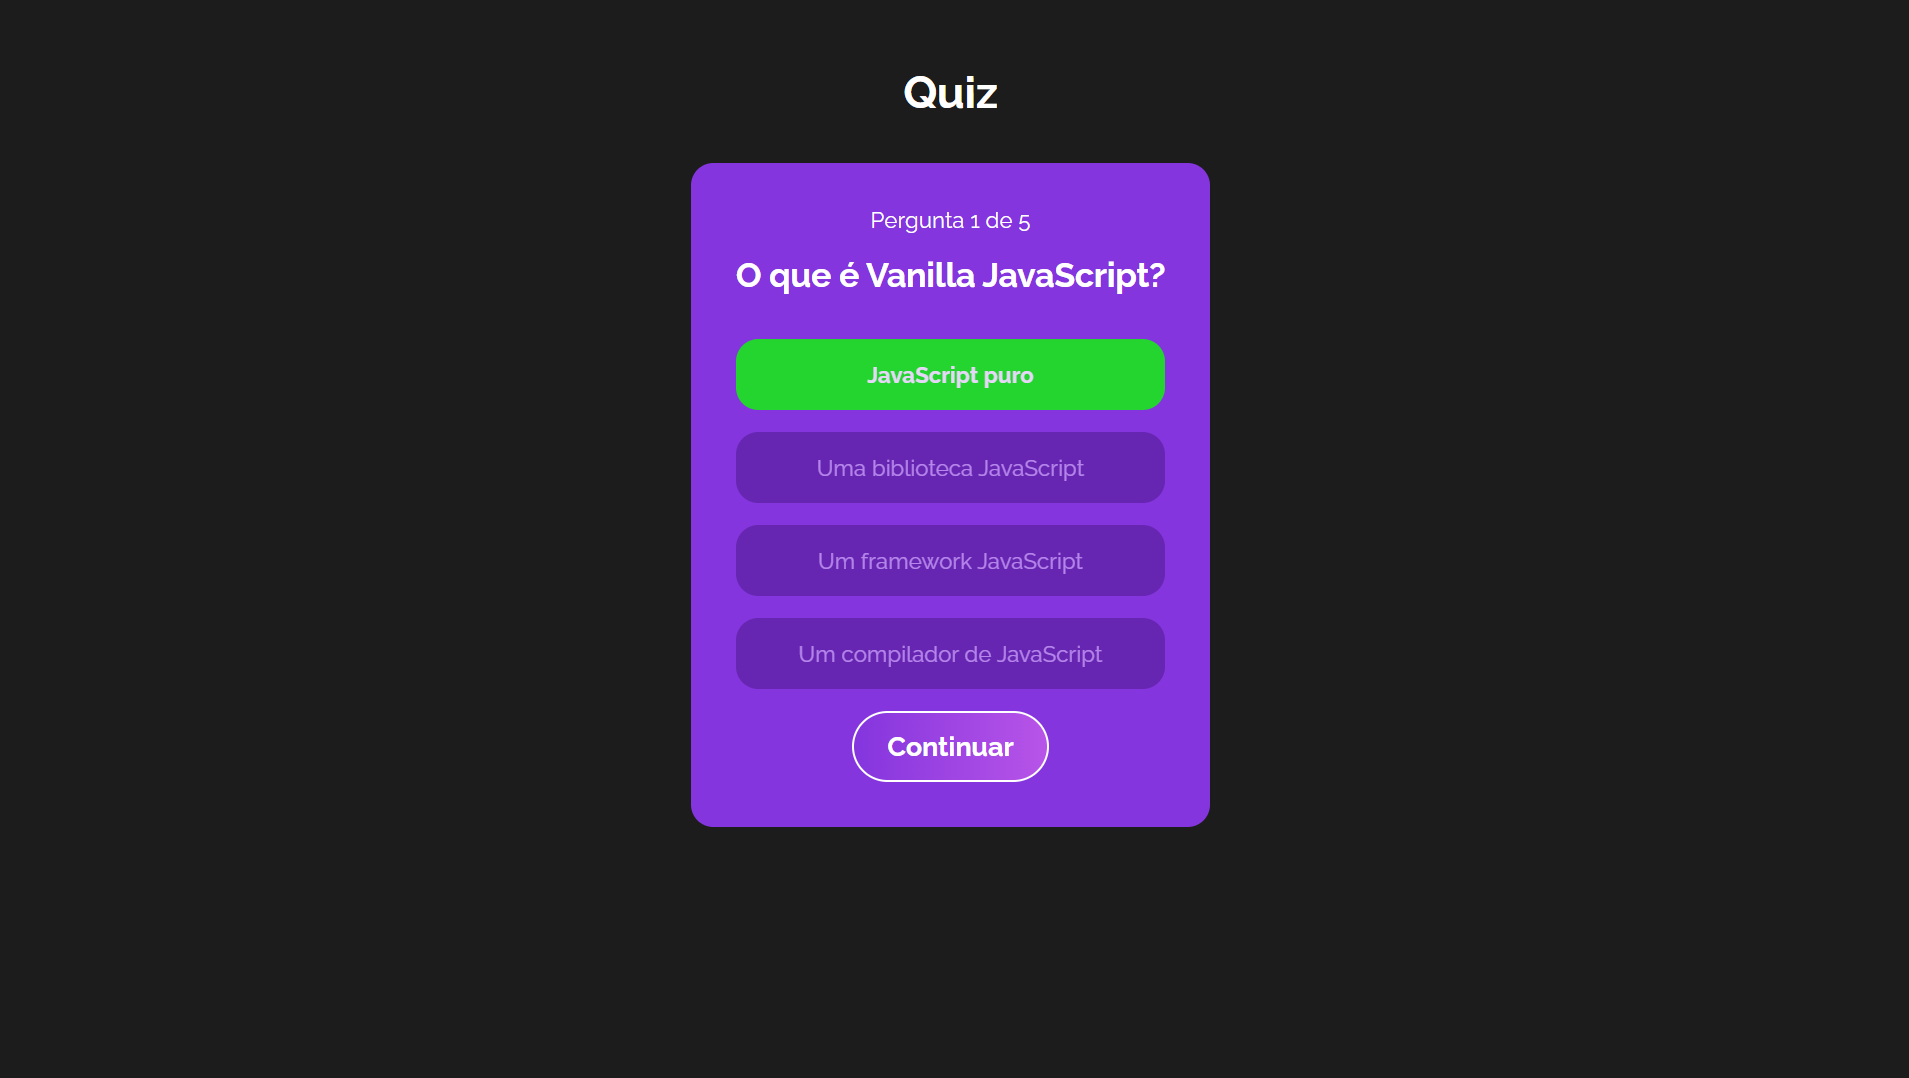 Quiz
Pergunta 1 de 5
O que é Vanilla JavaScript?
JavaScript puro
Uma biblioteca JavaScript
Um framework JavaScript
Um compilador de JavaScript
Continuar